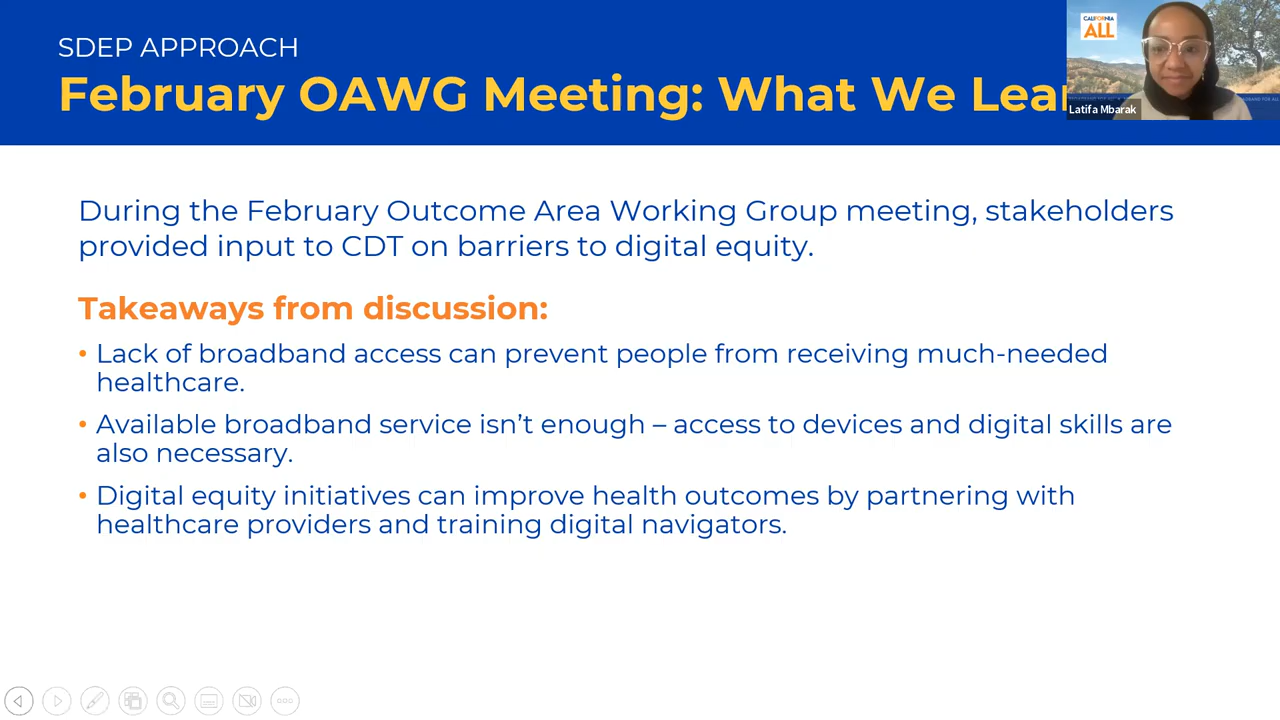 SDEP APPROACH
February OAWG Meeting: What We Lea
CALIFORNIA
ALL
Latifa Mbarak
During the February Outcome Area Working Group meeting, stakeholders
provided input to CDT on barriers to digital equity.
Takeaways from discussion:
• Lack of broadband access can prevent people from receiving much-needed
healthcare.
• Available broadband service isn’t enough – access to devices and digital skills are
also necessary.
• Digital equity initiatives can improve health outcomes by partnering with
healthcare providers and training digital navigators.